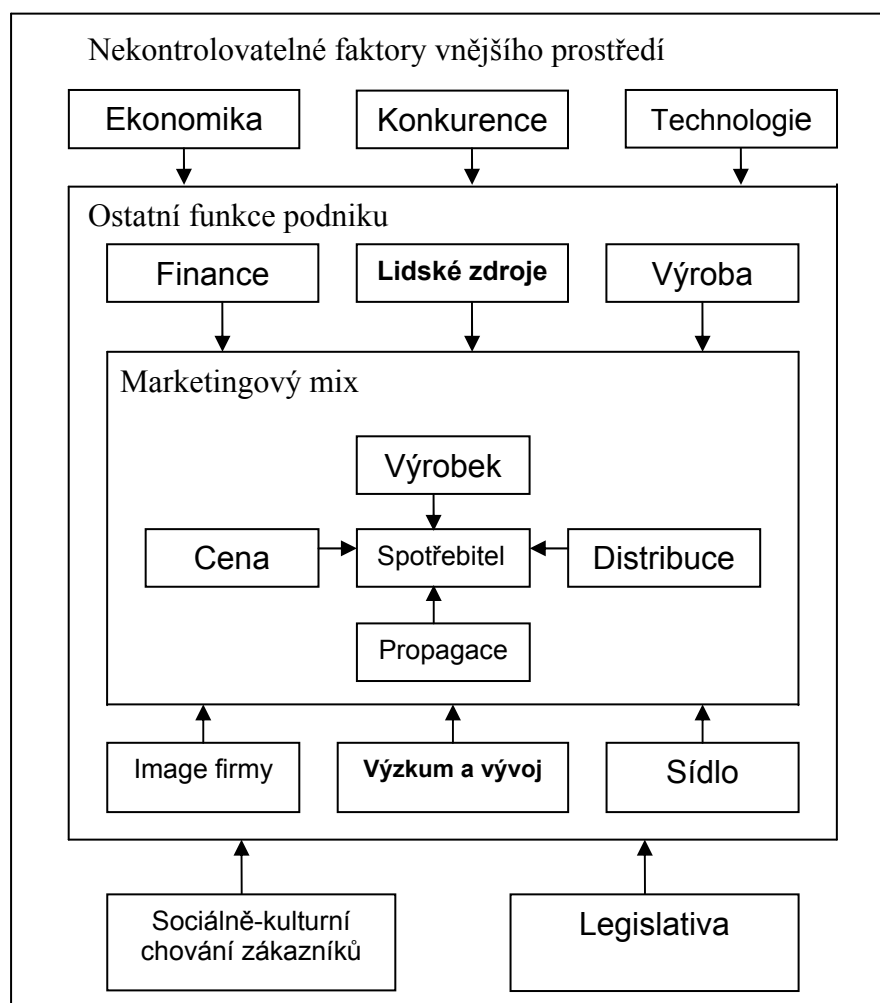 Nekontrolovatelné faktory vnějšího prostředí
Ekonomika
Konkurence
Technologie
Ostatní funkce podniku
Finance
Lidské zdroje
Výroba
Marketingový mix
Výrobek
Cena
Spotřebitel
Distribuce
Propagace
Image firmy
Výzkum a vývoj
Sídlo
Sociálně-kulturní
chování zákazníků
Legislativa